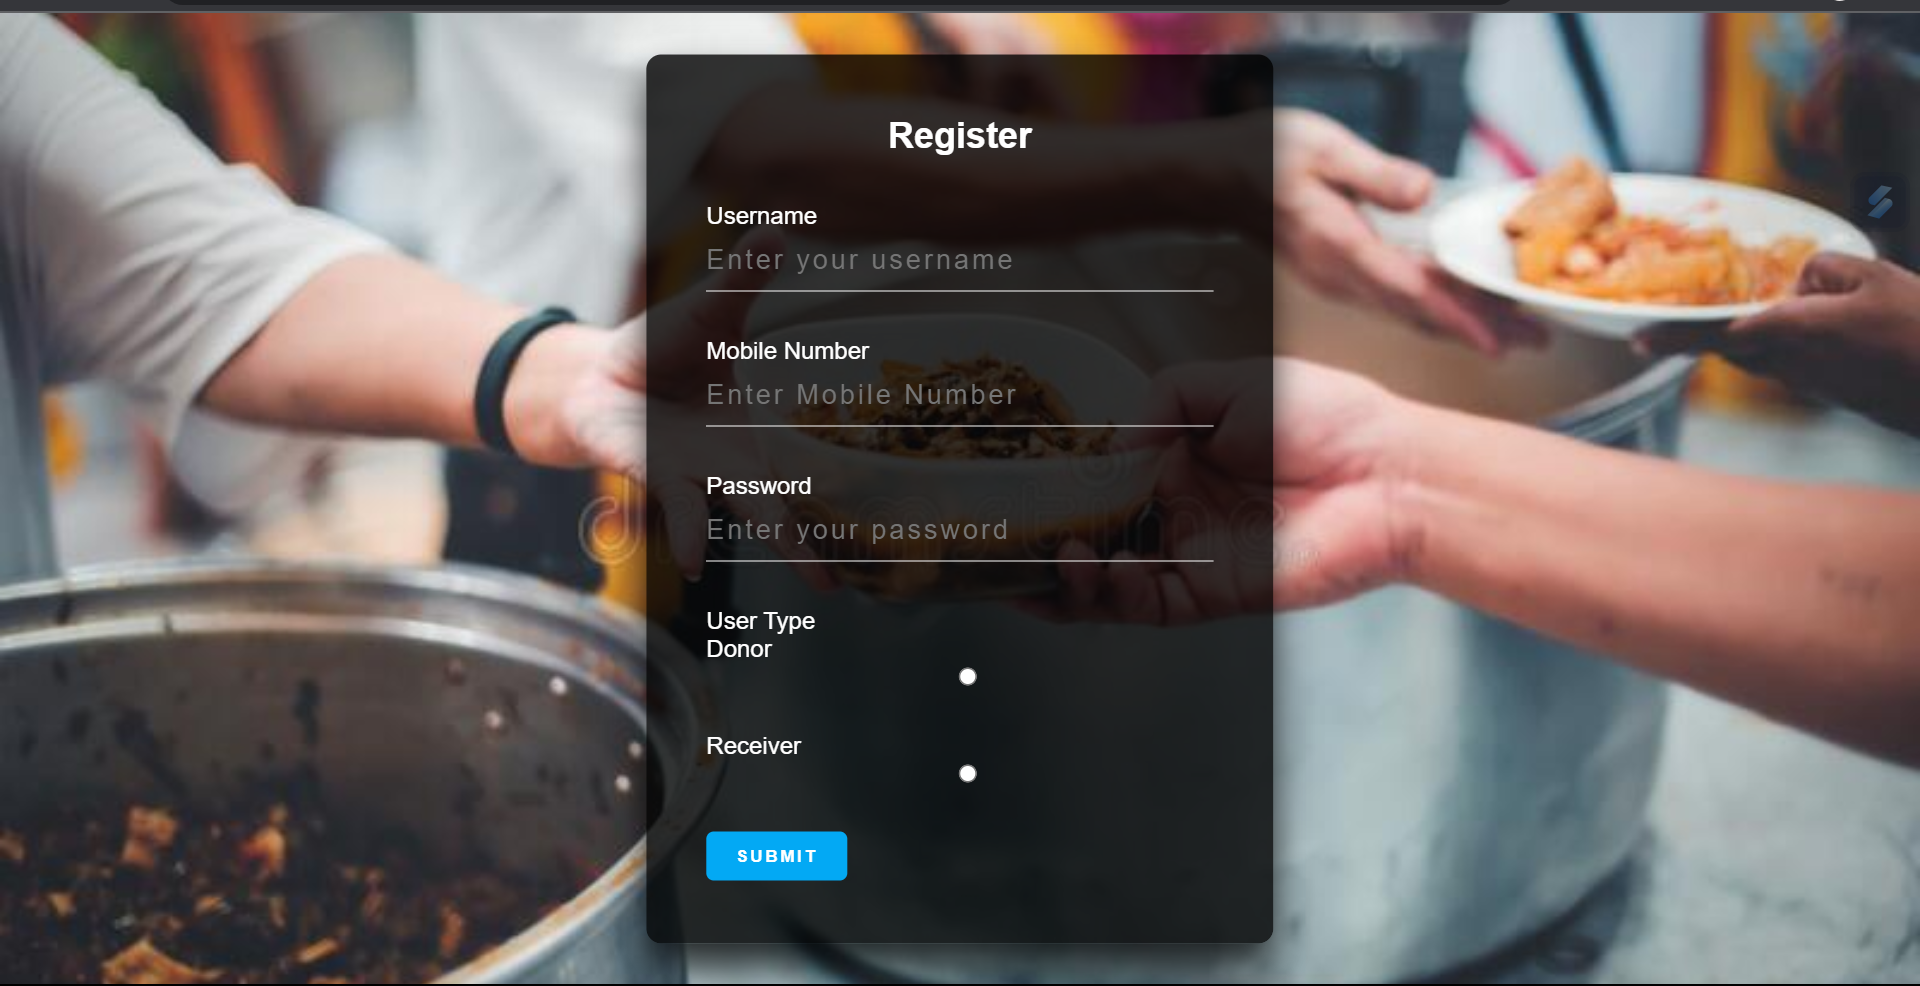 Register
Username
Enter your username
Mobile Number
Enter Mobile Number
Password
Enter your password
User Type
Donor
Receiver
SUBMIT